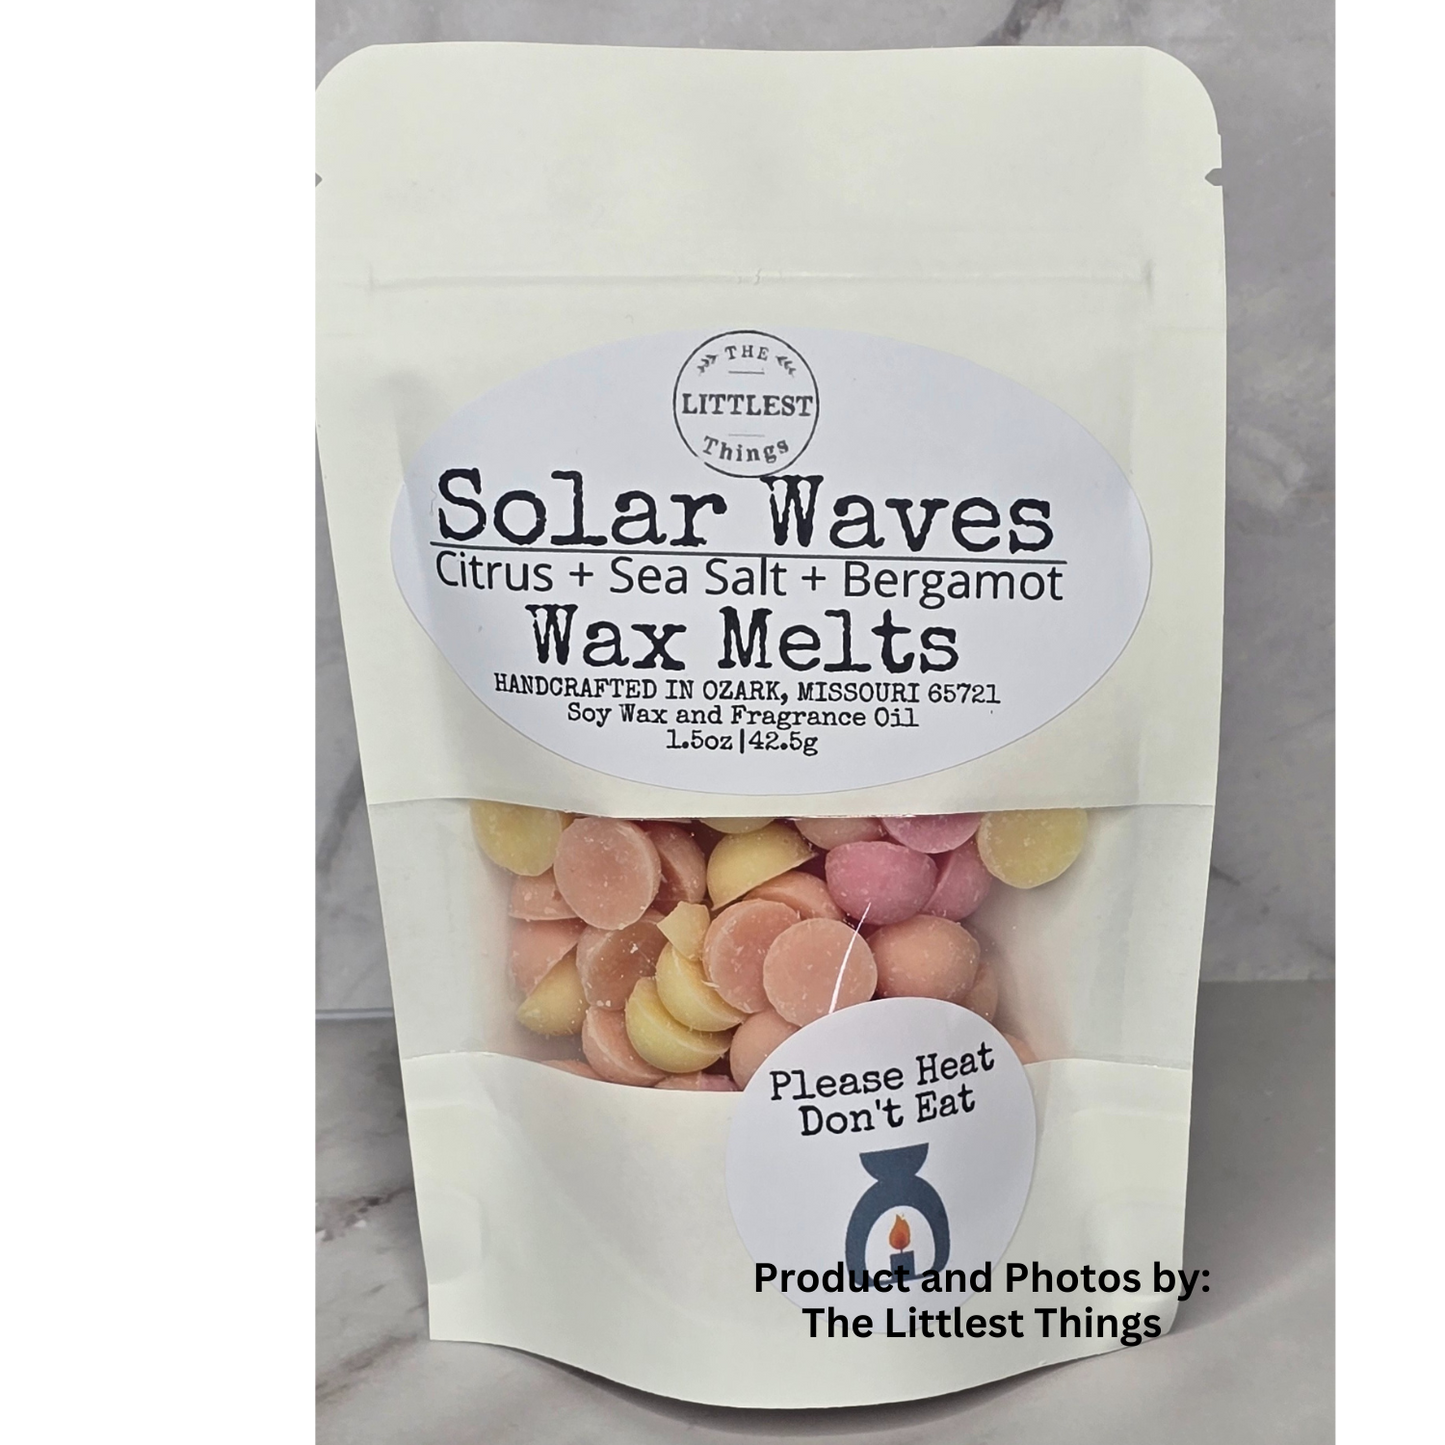 THE
LITTLEST
Things
Solar Waves
Citrus + Sea Salt + Bergamot
Wax Melts
HANDCRAFTED IN OZARK, MISSOURI 65721
Soy Wax and Fragrance Oil
1.5oz|42.5g
Please Heat
Don't Eat
Product and Photos by:
The Littlest Things